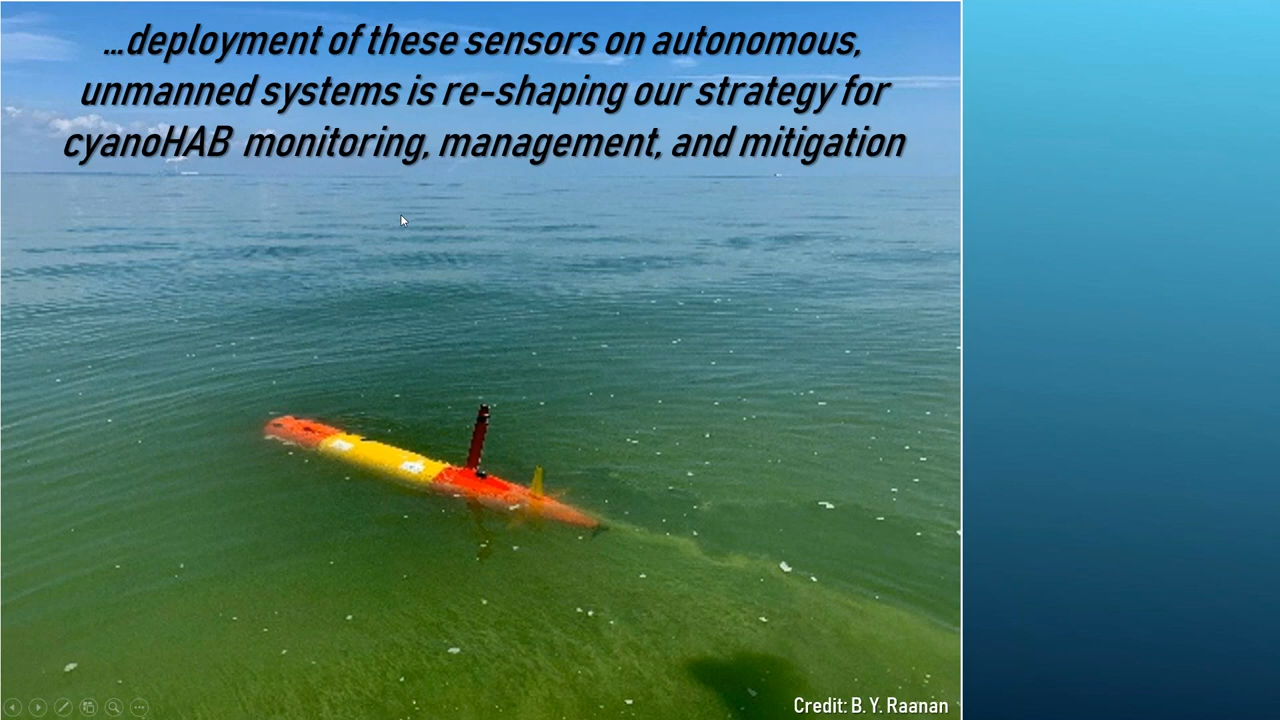 ...deployment of these sensors on autonomous,
unmanned systems is re-shaping our strategy for
cyanoHAB monitoring, management, and mitigation
Credit: B. Y. Raanan